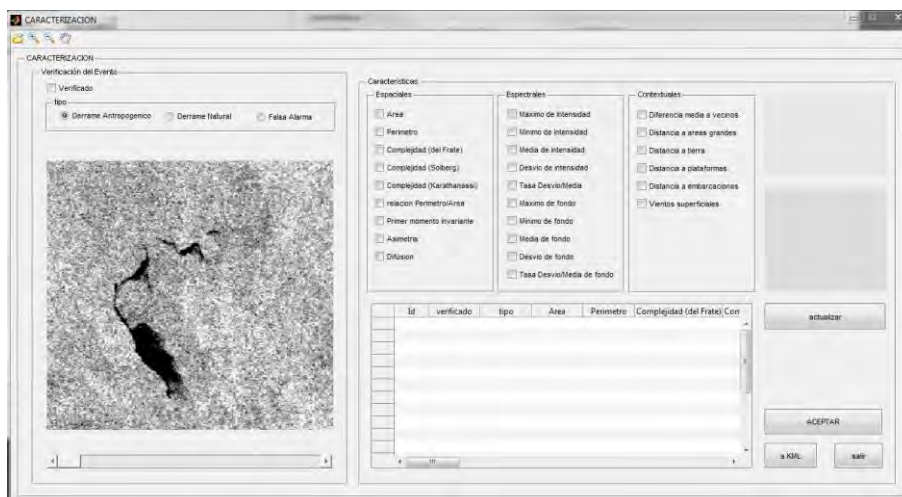 CARACTERIZACION
CARACTERIZACION
Verificación del Evento
Verificado
tipo
Derrame Antropogenico
Derrame Natural
Falsa Alarma
Características
Espaciales
Area
Perimetro
Complejidad (del Frate)
Complejidad (Solberg)
Complejidad (Karathanassi)
relacion Perimetro/Area
Primer momento invariante
Asimetria
Difusion
Espectrales
Maximo de intensidad
Minimo de intensidad
Media de intensidad
Desvio de intensidad
Tasa Desvio/Media
Maximo de fondo
Minimo de fondo
Media de fondo
Desvio de fondo
Tasa Desvio/Media de fondo
Contextuales
Diferencia media a vecinos
Distancia a areas grandes
Distancia a tierra
Distancia a plataformas
Distancia a embarcaciones
Vientos superficiales
Id verificado tipo Area Perimetro Complejidad (del Frate) Com
actualizar
ACEPTAR
a KML
salir